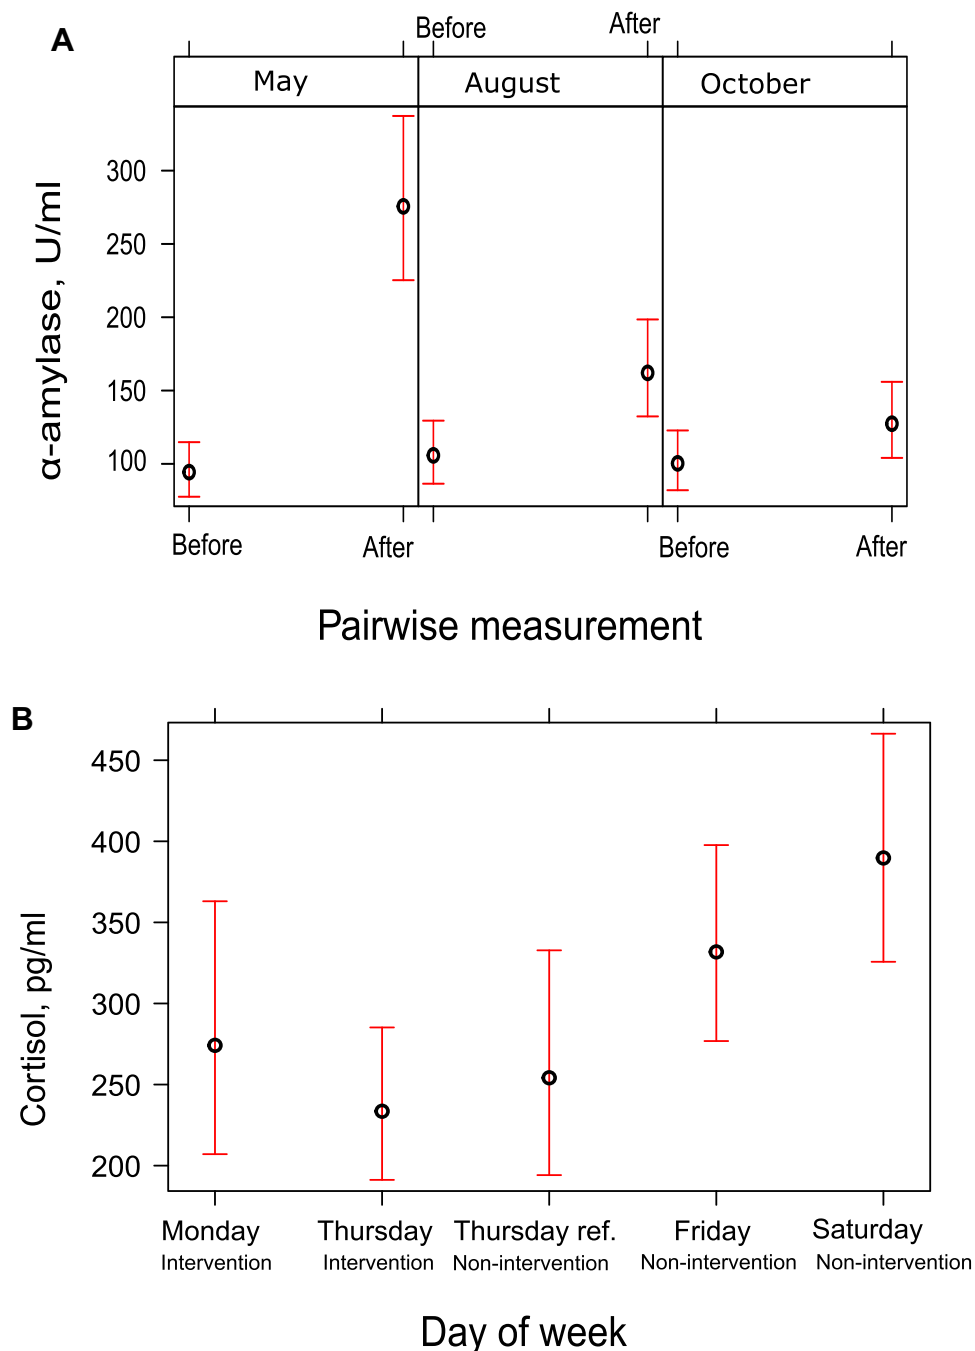 A
Before After
May August October
300
250
200
150
100
α-amylase, U/ml
Before After Before After
Pairwise measurement
B
450
400
350
300
250
200
Cortisol, pg/ml
Monday Thursday Thursday ref. Friday Saturday
Intervention Intervention Non-intervention Non-intervention Non-intervention
Day of week